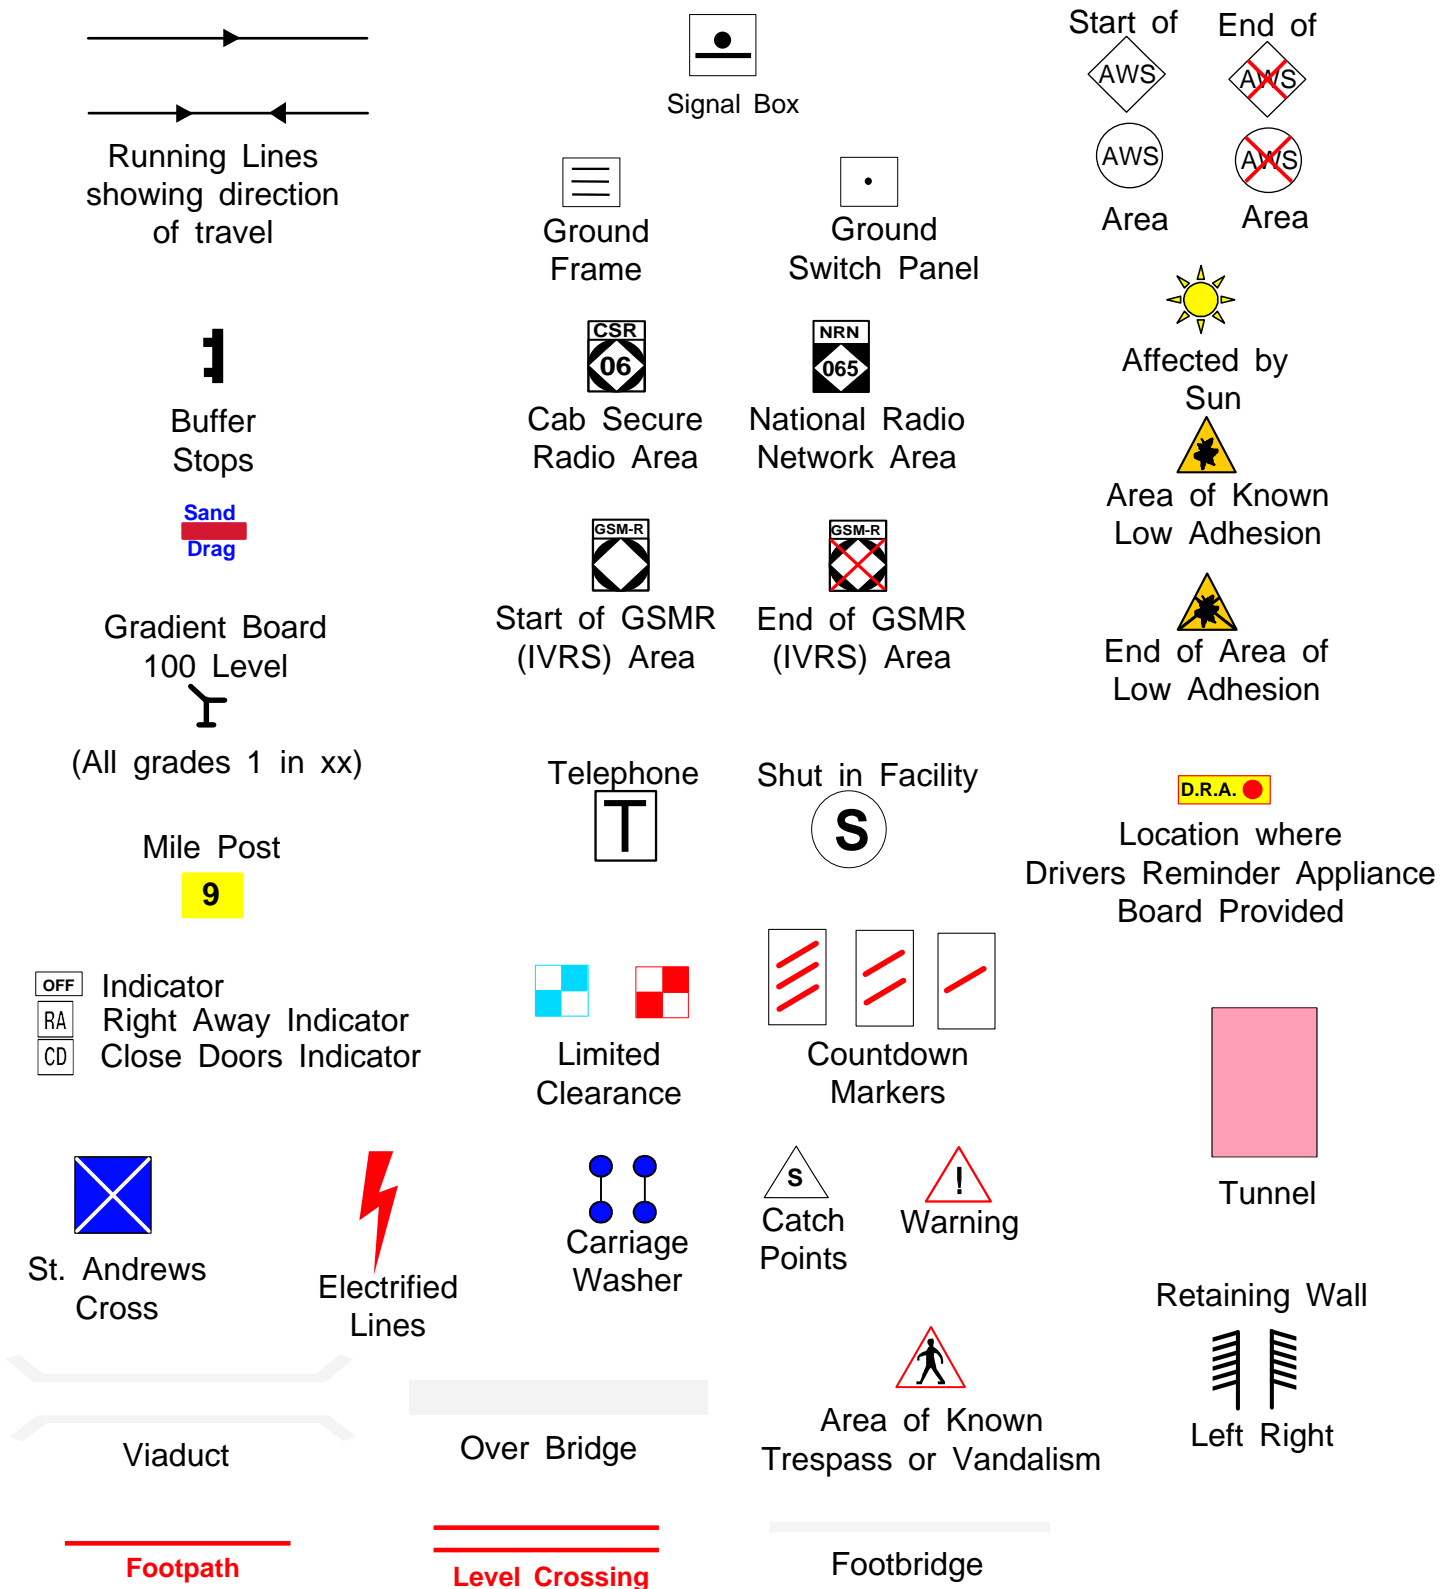 Start of
End of
AWS
AWS
AWS
AWS
Area
Area
Signal Box
Running Lines
showing direction
of travel
Ground
Frame
Ground
Switch Panel
Affected by
Sun
Buffer
Stops
CSR
06
Cab Secure
Radio Area
NRN
065
National Radio
Network Area
Area of Known
Low Adhesion
Sand
Drag
GSM-R
Start of GSMR
(IVRS) Area
GSM-R
End of GSMR
(IVRS) Area
End of Area of
Low Adhesion
Gradient Board
100 Level
(All grades 1 in xx)
Telephone
T
Shut in Facility
S
D.R.A.
Location where
Drivers Reminder Appliance
Board Provided
Mile Post
9
OFF Indicator
RA Right Away Indicator
CD Close Doors Indicator
Limited
Clearance
Countdown
Markers
Tunnel
St. Andrews
Cross
Electrified
Lines
Carriage
Washer
S
Catch
Points
!
Warning
Retaining Wall
Left Right
Viaduct
Over Bridge
Area of Known
Trespass or Vandalism
Footpath
Level Crossing
Footbridge